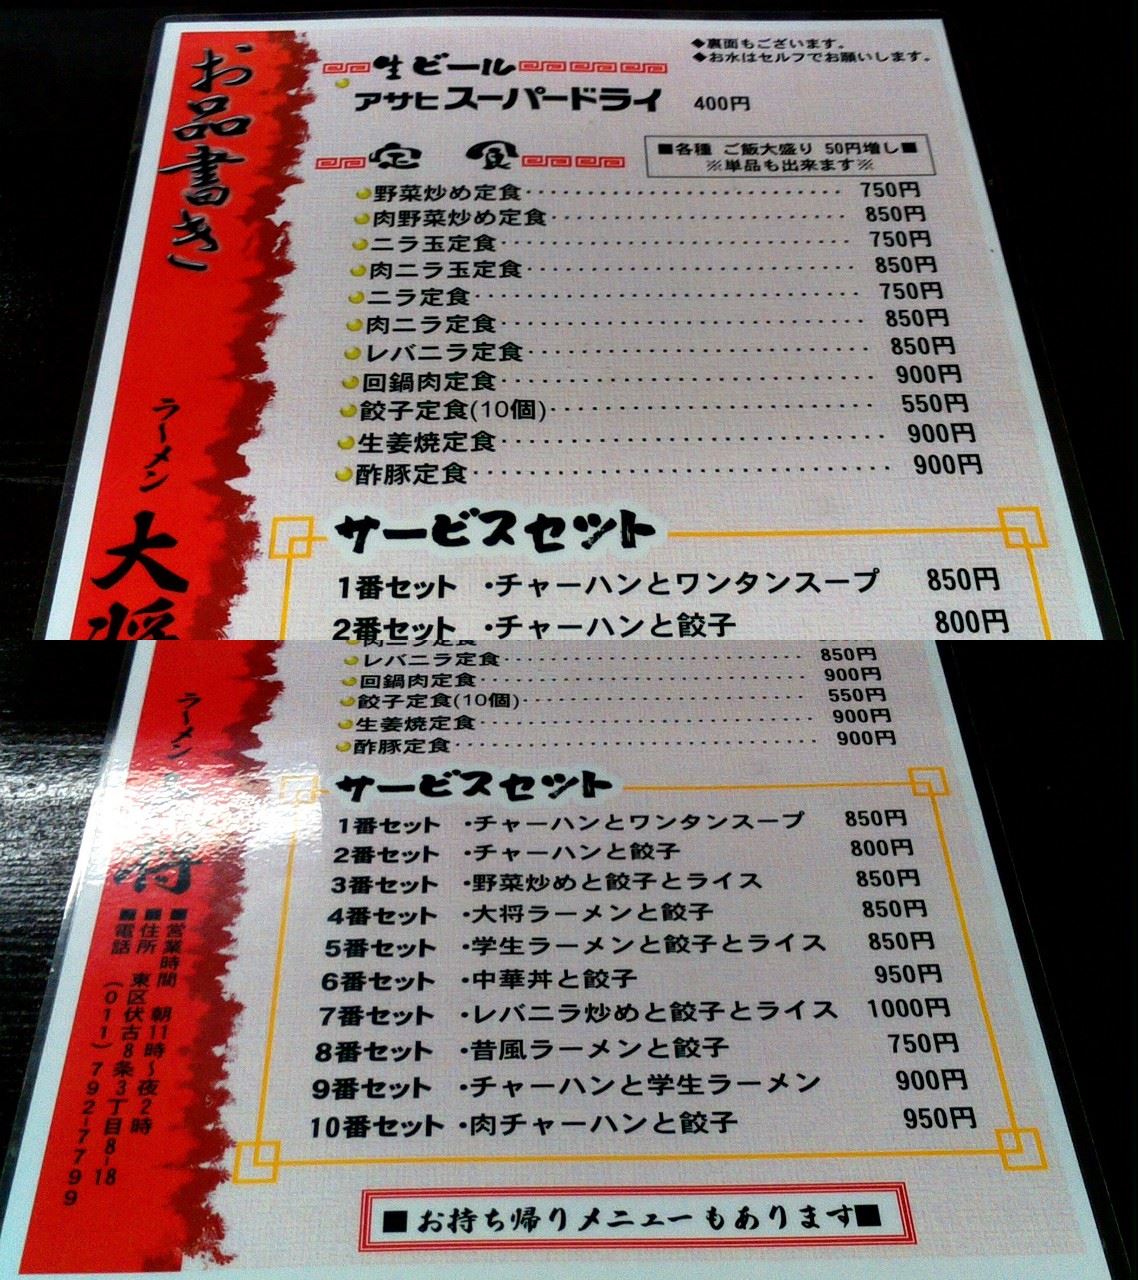 お品書き
ラーメン
大将
◆裏面もございます。
◆お水はセルフでお願いします。
生ビール
アサヒスーパードライ 400円
定食
■各種 ご飯大盛り 50円増し■
※単品も出来ます※
野菜炒め定食 750円
肉野菜炒め定食 850円
ニラ玉定食 750円
肉ニラ玉定食 850円
ニラ定食 750円
肉ニラ定食 850円
レバニラ定食 850円
回鍋肉定食 900円
餃子定食(10個) 550円
生姜焼定食 900円
酢豚定食 900円
サービスセット
1番セット ・チャーハンとワンタンスープ 850円
2番セット ・チャーハンと餃子 800円
肉ニラ定食
レバニラ定食 850円
回鍋肉定食 900円
餃子定食(10個) 550円
生姜焼定食 900円
酢豚定食 900円
サービスセット
1番セット ・チャーハンとワンタンスープ 850円
2番セット ・チャーハンと餃子 800円
3番セット ・野菜炒めと餃子とライス 850円
4番セット ・大将ラーメンと餃子 850円
5番セット ・学生ラーメンと餃子とライス 850円
6番セット ・中華丼と餃子 950円
7番セット ・レバニラ炒めと餃子とライス 1000円
8番セット ・昔風ラーメンと餃子 750円
9番セット ・チャーハンと学生ラーメン 900円
10番セット ・肉チャーハンと餃子 950円
■お持ち帰りメニューもあります■
ラーメン
将
■営業時間 朝11時～夜2時
■住所 東区伏古8条3丁目8-18
■電話 (011)792-7799